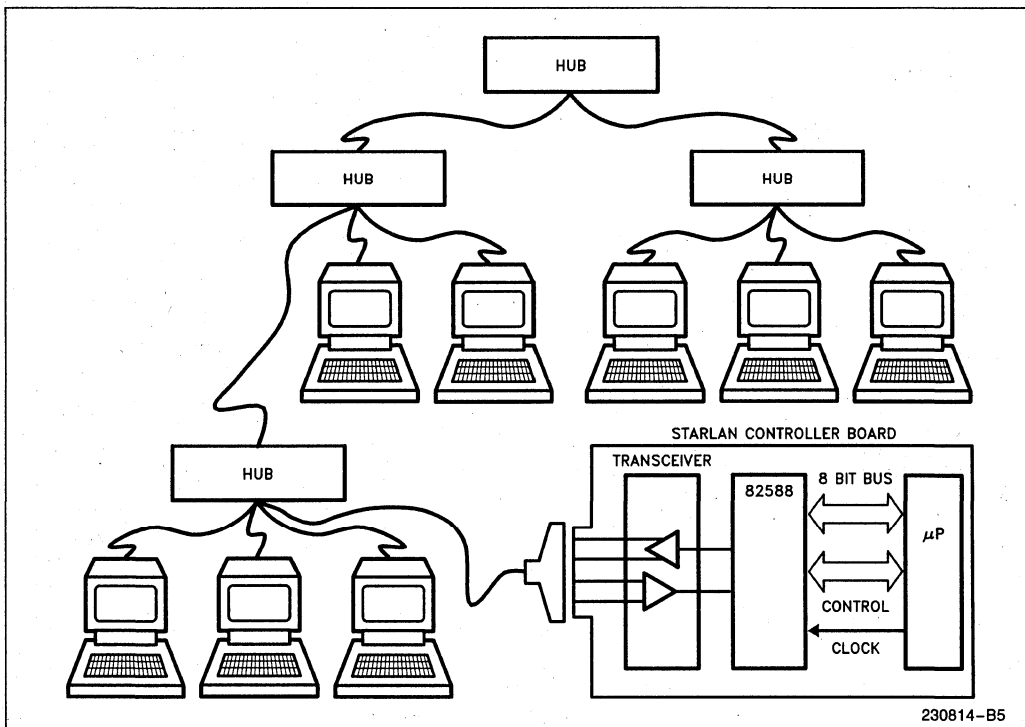 HUB
HUB
HUB
HUB
STARLAN CONTROLLER BOARD
TRANSCEIVER
82588
8 BIT BUS
μP
CONTROL
CLOCK
230814-B5